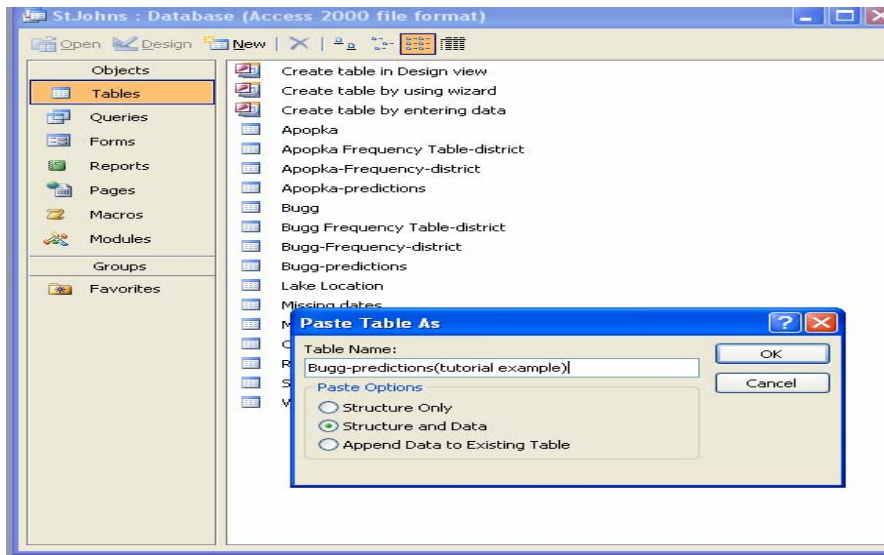 StJohns : Database (Access 2000 file format)
Open Design New
Objects
Tables
Queries
Forms
Reports
Pages
Macros
Modules
Groups
Favorites
Create table in Design view
Create table by using wizard
Create table by entering data
Apopka
Apopka Frequency Table-district
Apopka-Frequency-district
Apopka-predictions
Bugg
Bugg Frequency Table-district
Bugg-Frequency-district
Bugg-predictions
Lake Location
Missing dates
Paste Table As
Table Name:
Bugg-predictions(tutorial example)
Paste Options
Structure Only
Structure and Data
Append Data to Existing Table
OK
Cancel